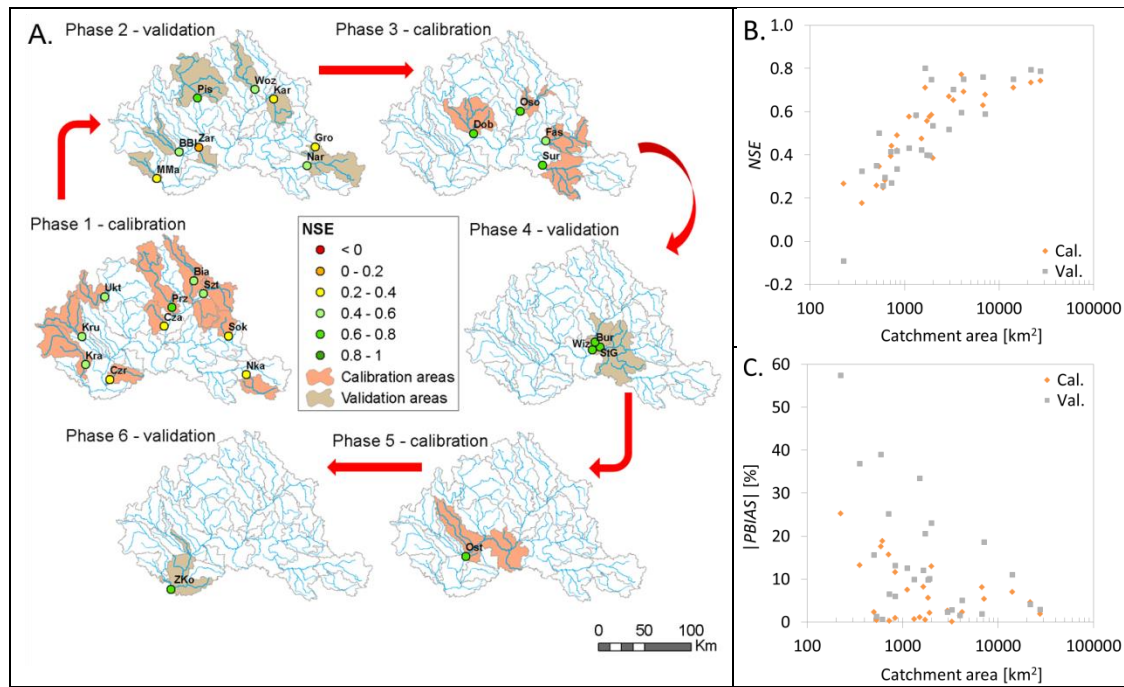 A.
Phase 2 - validation
Phase 3 - calibration
Woz
Pis
Kar
Oso
Dob
BBI
Zar
Gro
Fas
Nar
MMa
Sur
Phase 1 - calibration
Phase 4 - validation
NSE
< 0
0 - 0.2
0.2 - 0.4
0.4 - 0.6
0.6 - 0.8
0.8 - 1
Calibration areas
Validation areas
Bia
Ukt
Szt
Prz
Cza
Kru
Sok
Kra
Czr
Nka
Bur
Wiz
StG
Phase 6 - validation
Phase 5 - calibration
Ost
ZKo
0 50 100
Km
B.
1.0
0.8
0.6
0.4
0.2
0.0
-0.2
NSE
Cal.
Val.
100 1000 10000 100000
Catchment area [km²]
C.
60
50
40
30
20
10
0
|PBIAS| [%]
Cal.
Val.
100 1000 10000 100000
Catchment area [km²]